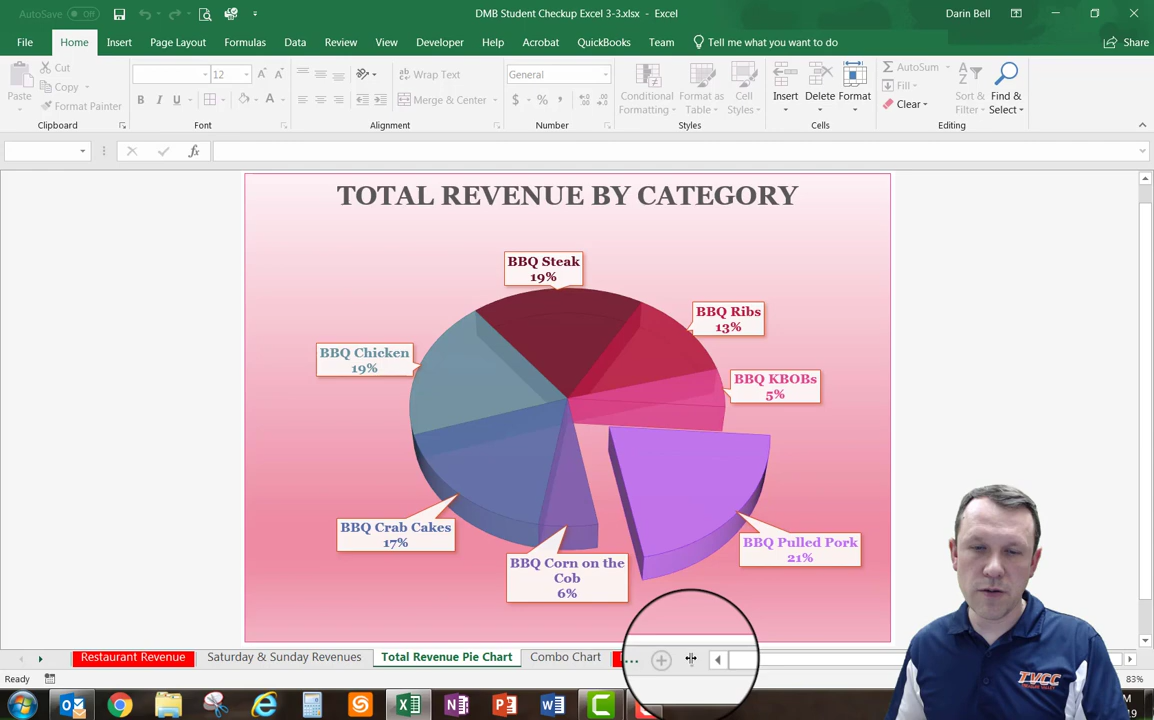 AutoSave Off
DMB Student Checkup Excel 3-3.xlsx - Excel
Darin Bell
File Home Insert Page Layout Formulas Data Review View Developer Help Acrobat QuickBooks Team Tell me what you want to do Share
Paste
Cut
Copy
Format Painter
Clipboard
12
B I U
A
Font
Wrap Text
Merge & Center
Alignment
General
$ % ,
Number
Conditional Formatting
Format as Table
Cell Styles
Styles
Insert
Delete
Format
Cells
AutoSum
Fill
Clear
Sort & Filter
Find & Select
Editing
fx
TOTAL REVENUE BY CATEGORY
BBQ Steak
19%
BBQ Ribs
13%
BBQ Chicken
19%
BBQ KBOBs
5%
BBQ Crab Cakes
17%
BBQ Pulled Pork
21%
BBQ Corn on the
Cob
6%
Restaurant Revenue Saturday & Sunday Revenues Total Revenue Pie Chart Combo Chart ...
Ready
83%
TVCC